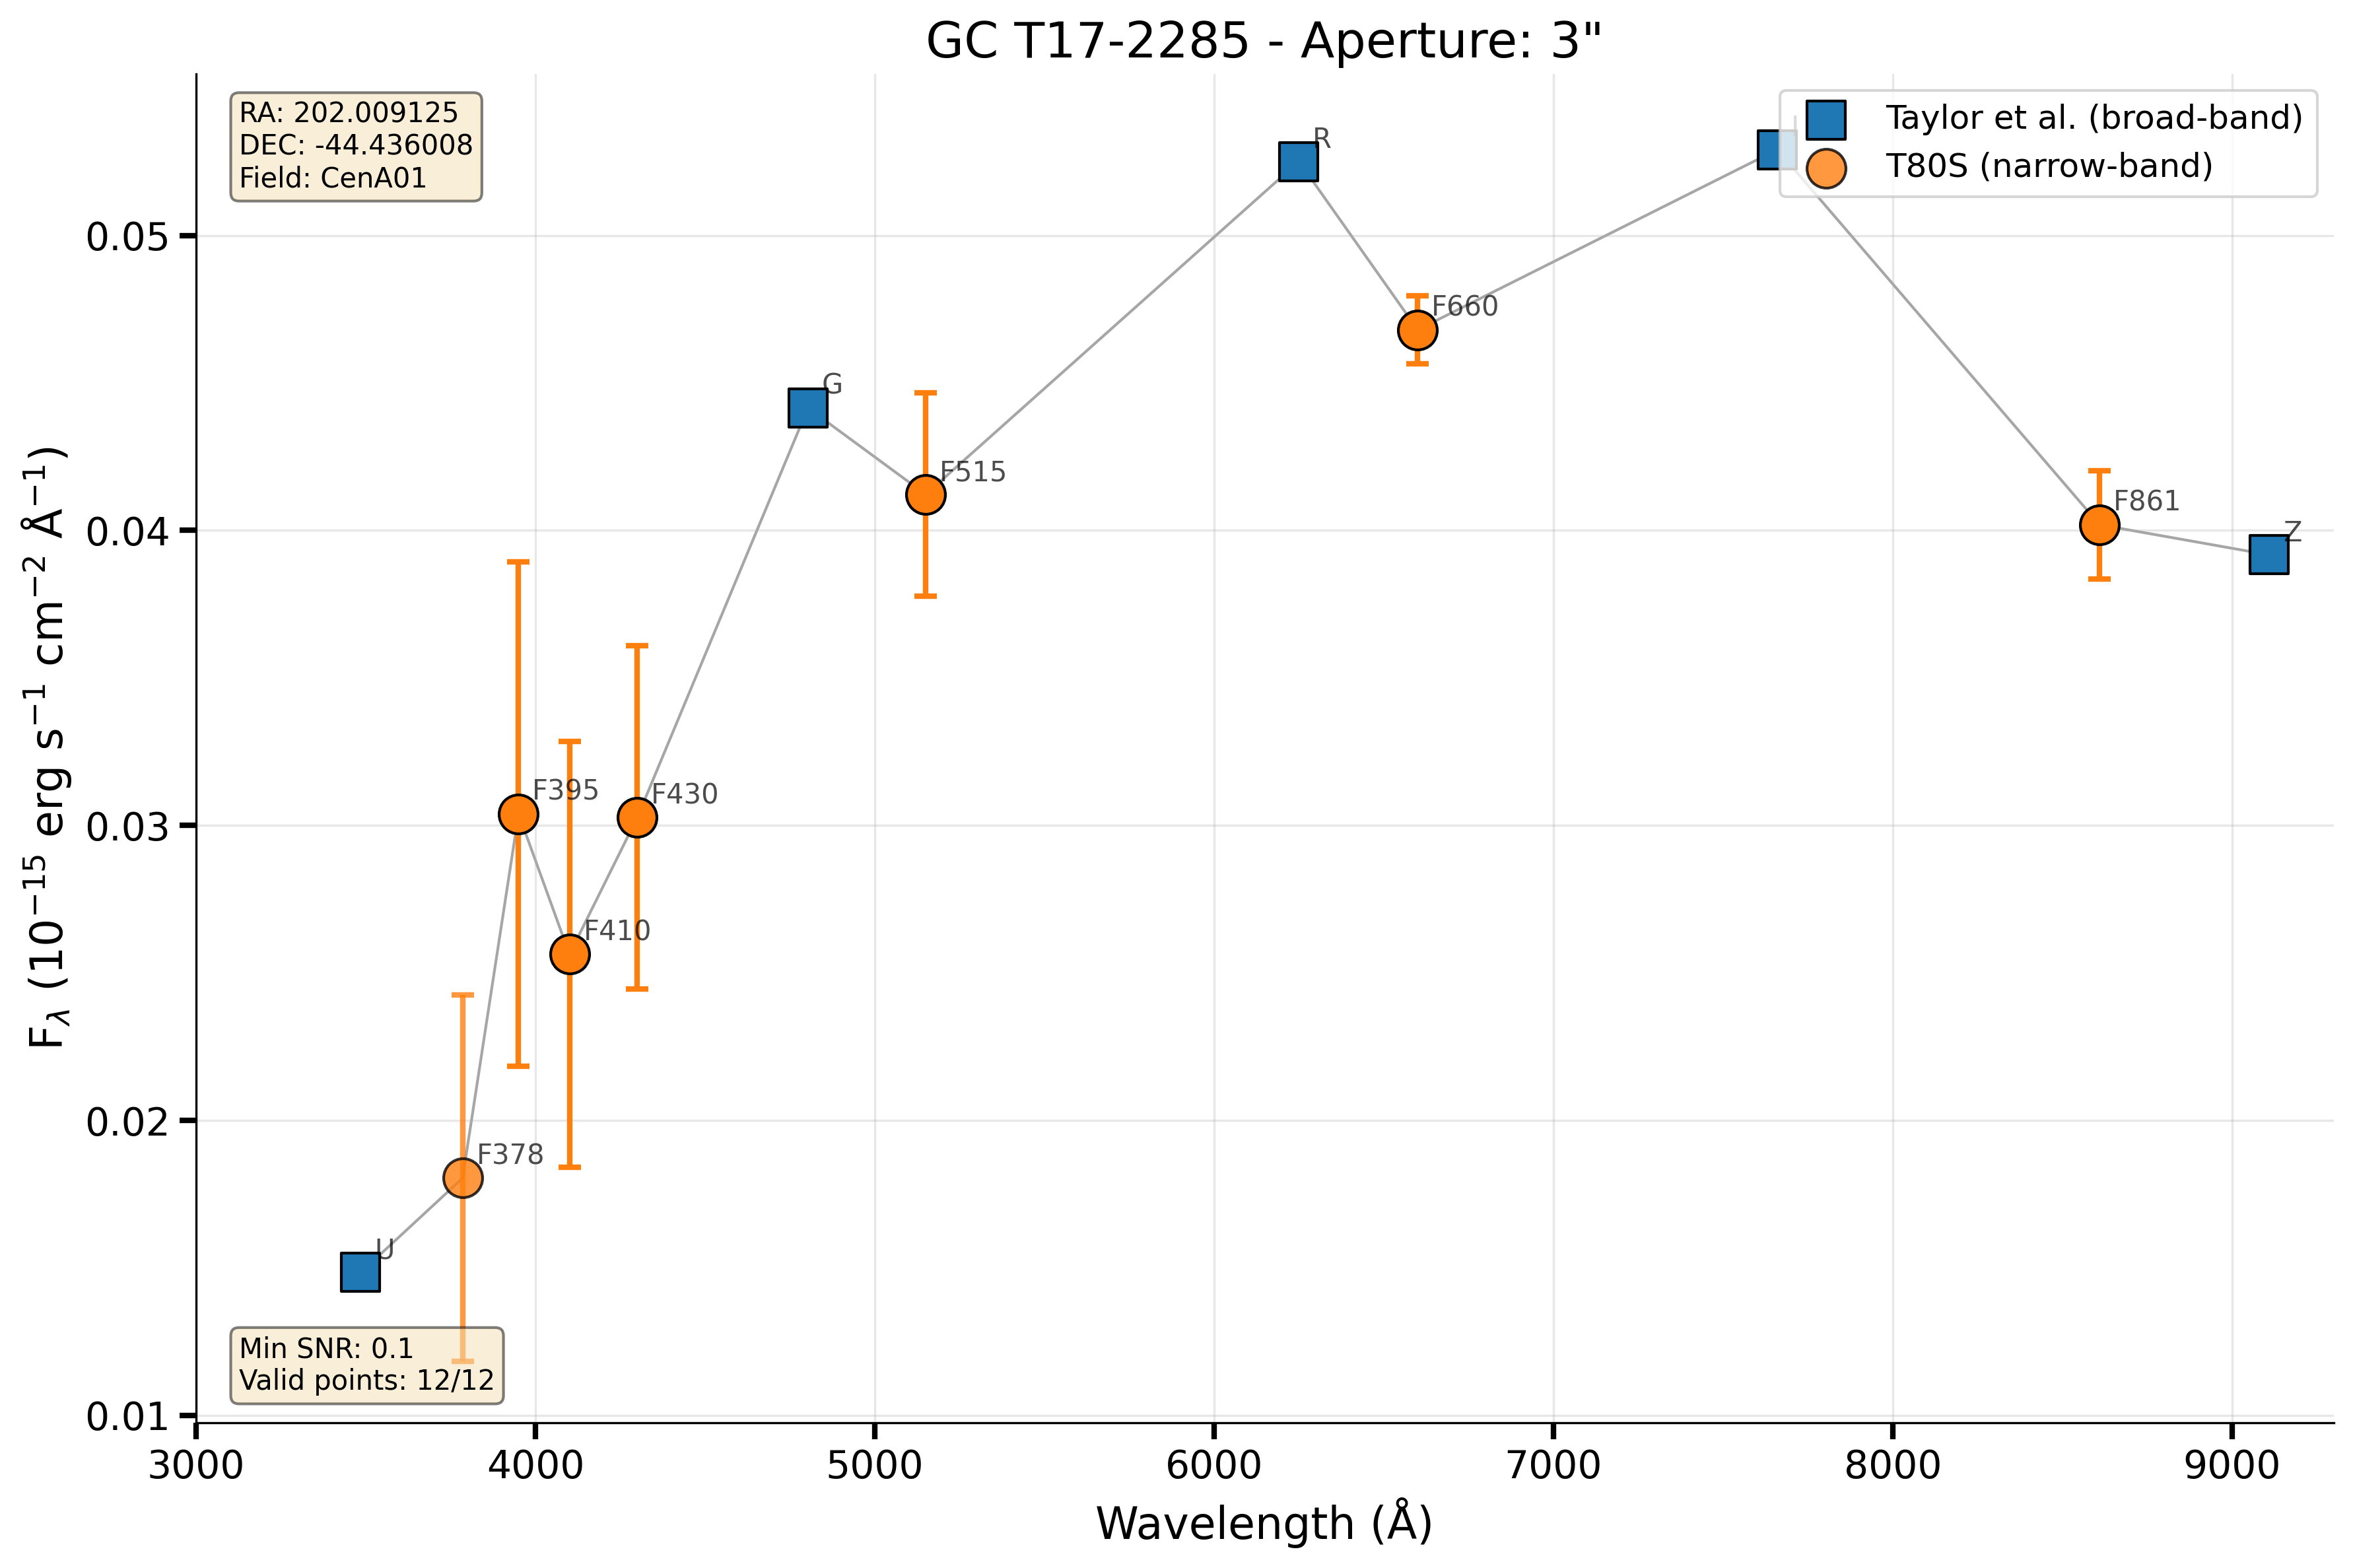 GC T17-2285 - Aperture: 3"
RA: 202.009125
DEC: -44.436008
Field: CenA01
Taylor et al. (broad-band)
T80S (narrow-band)
R
F660
G
F515
F861
Z
F395
F430
F410
F378
U
Min SNR: 0.1
Valid points: 12/12
F_λ (10⁻¹⁵ erg s⁻¹ cm⁻² Å⁻¹)
0.05
0.04
0.03
0.02
0.01
3000 4000 5000 6000 7000 8000 9000
Wavelength (Å)